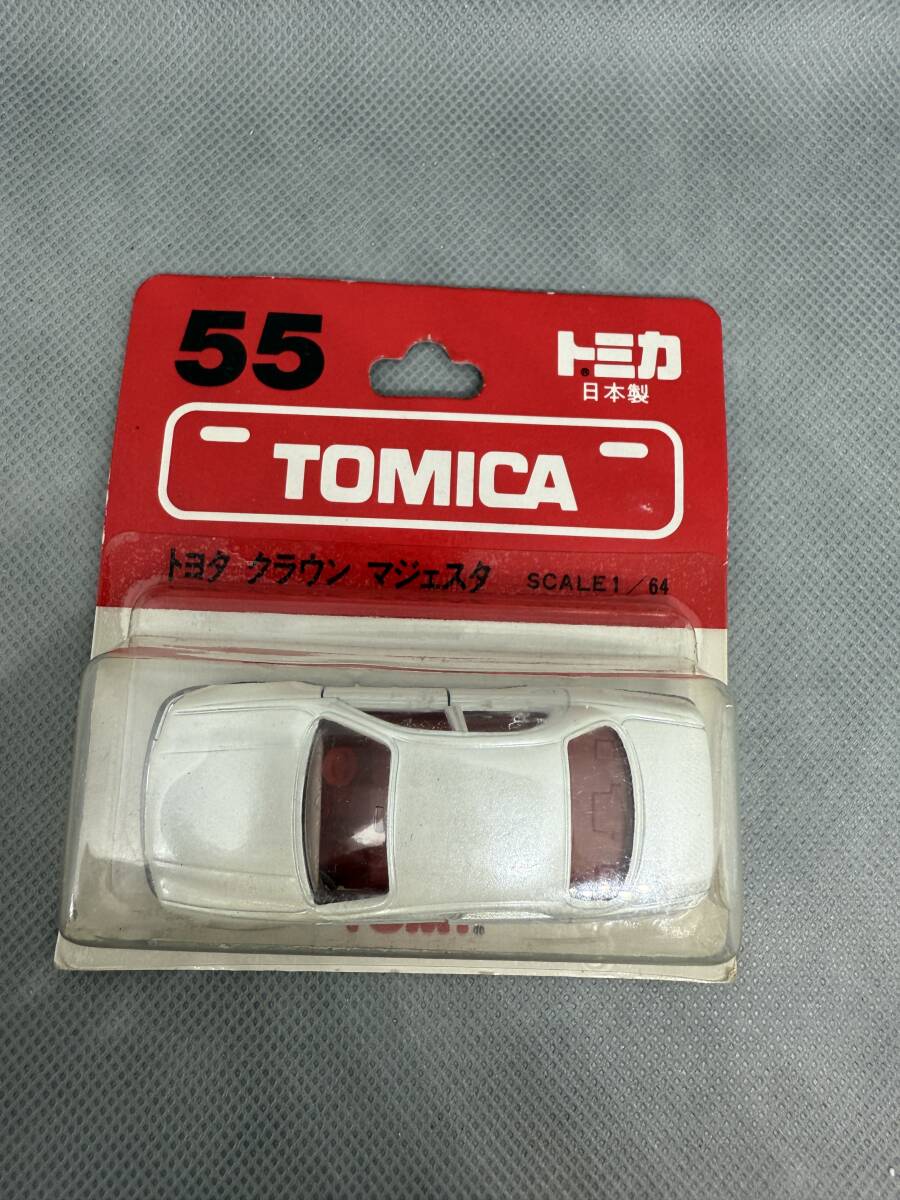 55
トミカ®
日本製
TOMICA
トヨタ クラウン マジェスタ SCALE 1/64
TOMY®